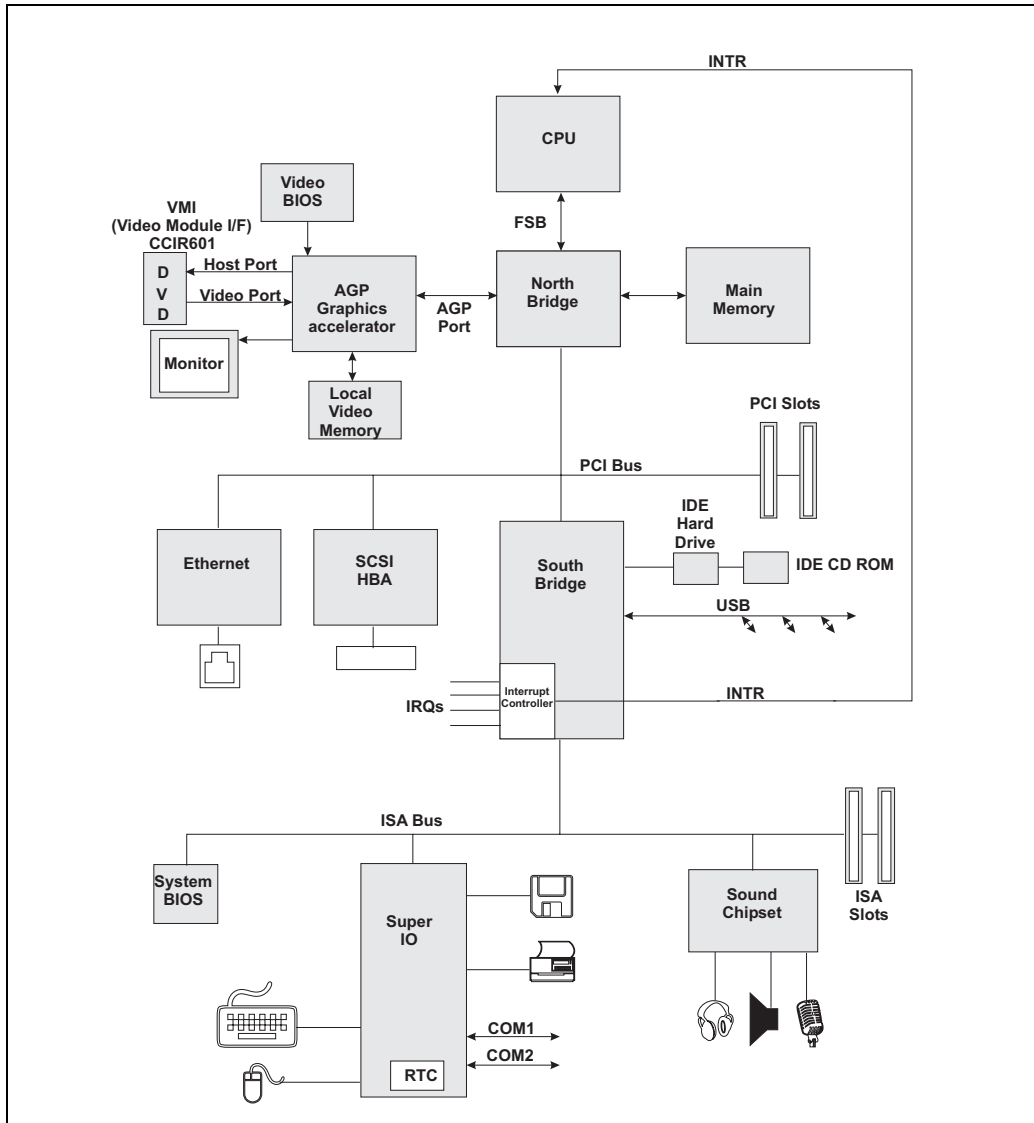 INTR
CPU
Video
BIOS
VMI
(Video Module I/F)
CCIR601
FSB
D
V
D
Host Port
Video Port
AGP
Graphics
accelerator
AGP
Port
North
Bridge
Main
Memory
Monitor
Local
Video
Memory
PCI Slots
PCI Bus
Ethernet
SCSI
HBA
South
Bridge
IDE
Hard
Drive
IDE CD ROM
USB
IRQs
Interrupt
Controller
INTR
ISA Bus
System
BIOS
Super
IO
Sound
Chipset
ISA
Slots
COM1
COM2
RTC